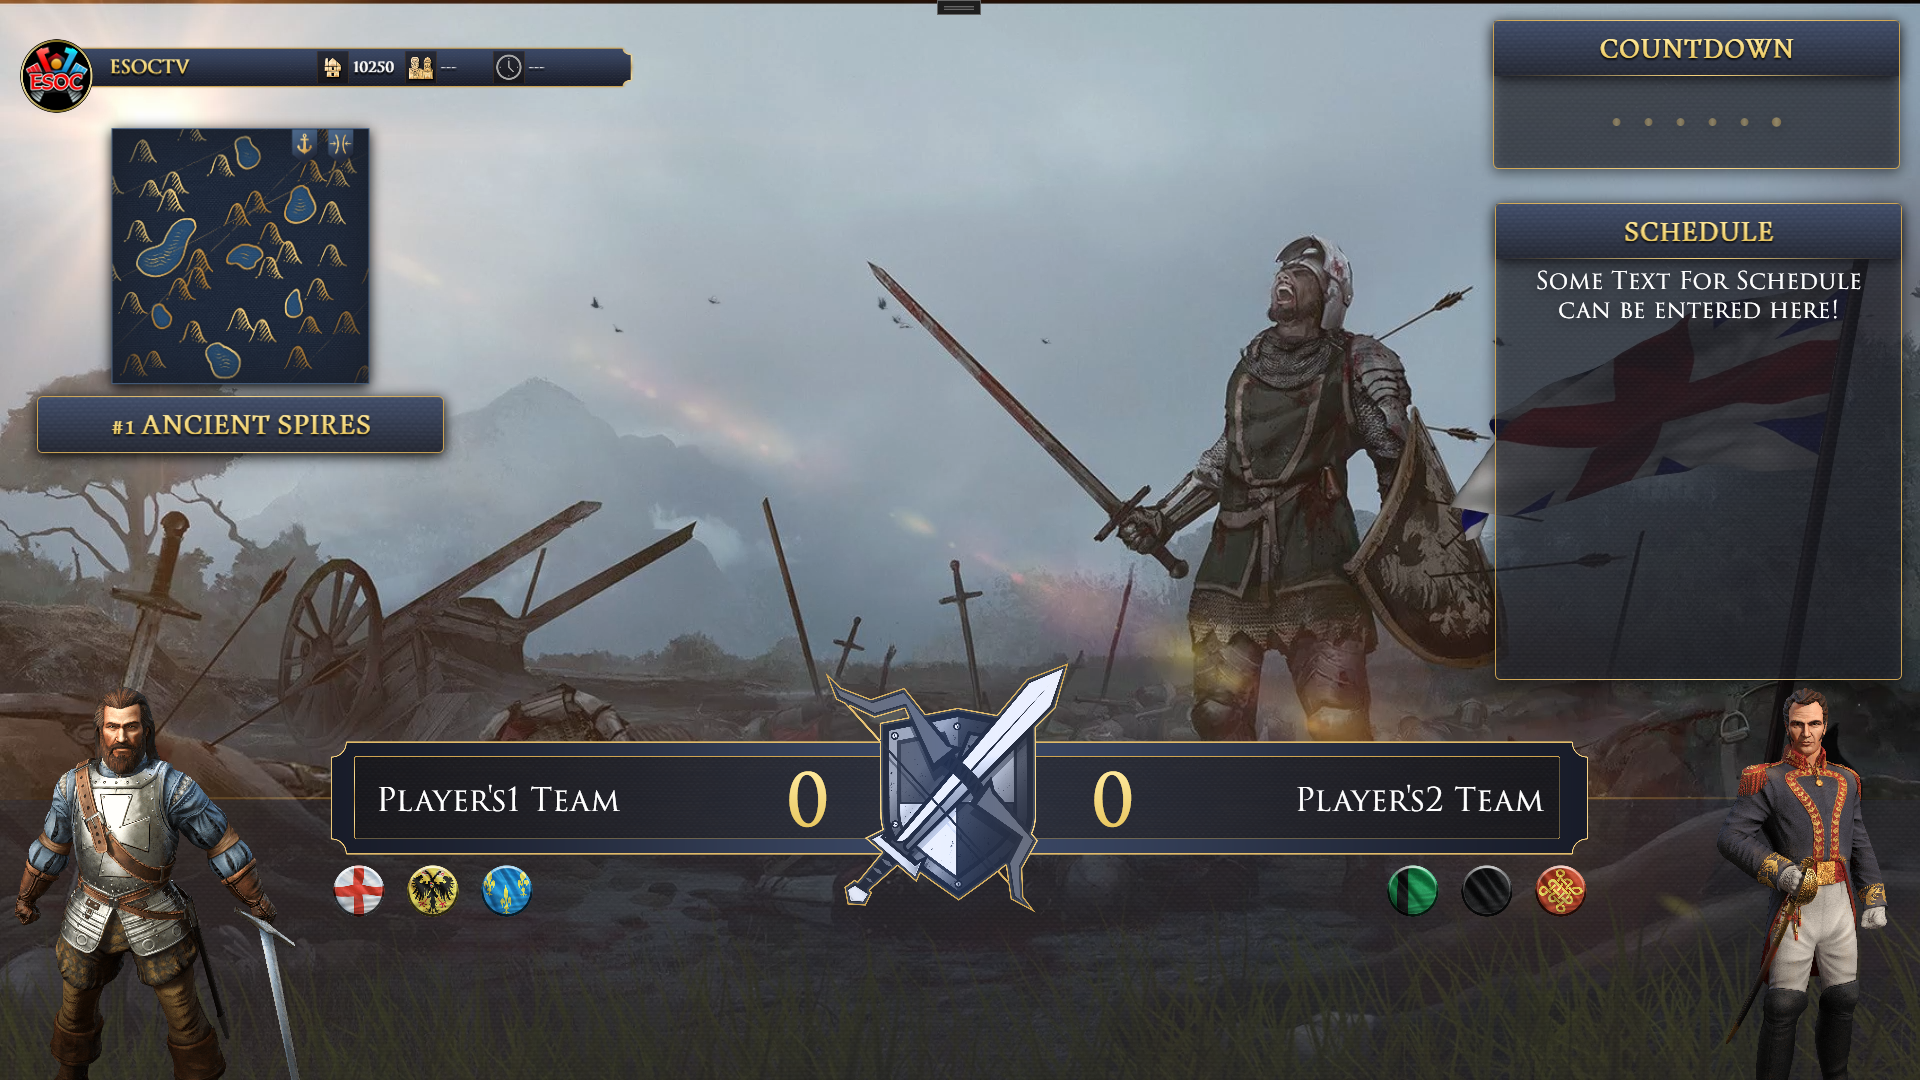 ESOC
ESOCTV
10250
---
---
COUNTDOWN
SCHEDULE
Some Text For Schedule
can be entered here!
#1 ANCIENT SPIRES
Player's1 Team
0
0
Player's2 Team